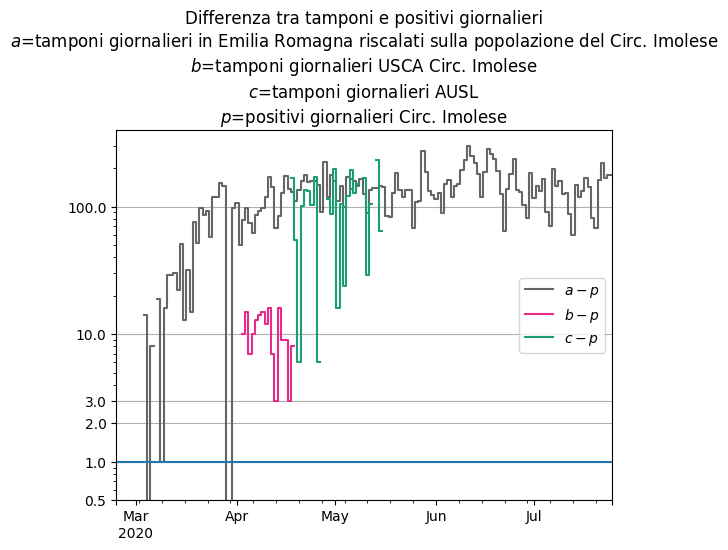 Differenza tra tamponi e positivi giornalieri
a=tamponi giornalieri in Emilia Romagna riscalati sulla popolazione del Circ. Imolese
b=tamponi giornalieri USCA Circ. Imolese
c=tamponi giornalieri AUSL
p=positivi giornalieri Circ. Imolese
100.0
10.0
3.0
2.0
1.0
0.5
a − p
b − p
c − p
Mar Apr May Jun Jul
2020